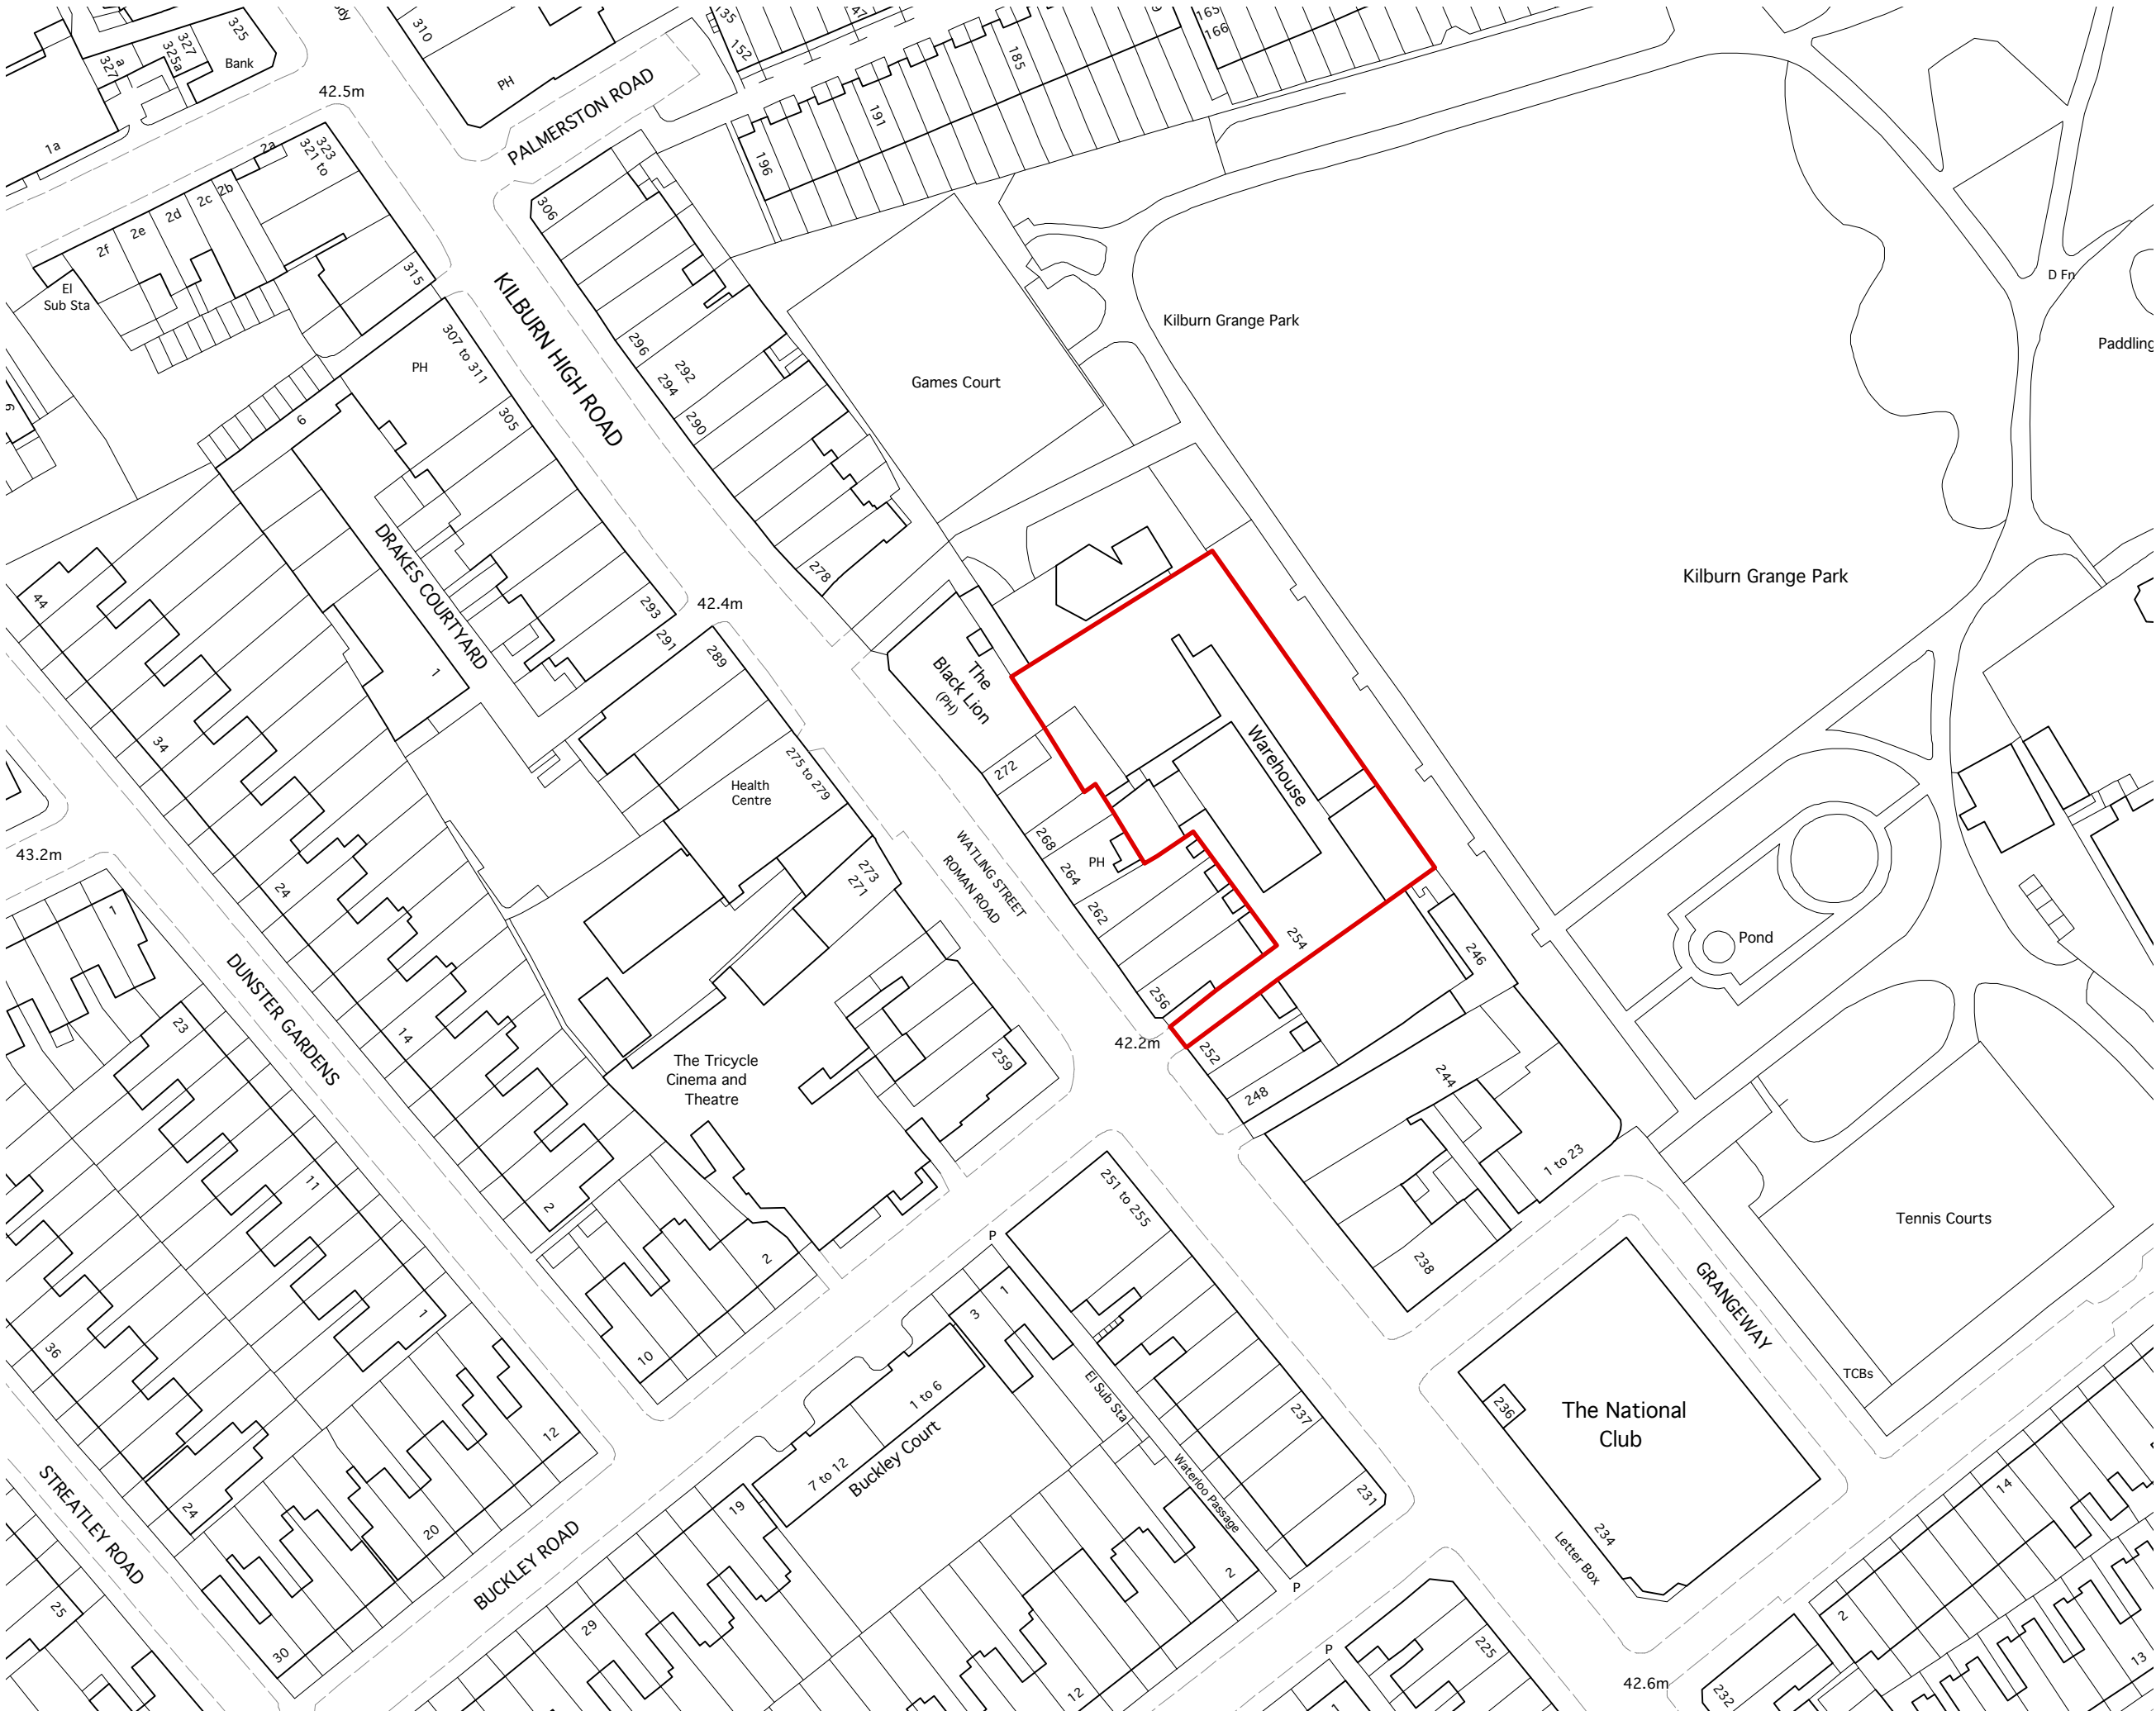 325
327
325a
327
a
Bank
310
PH
42.5m
1a
PALMERSTON ROAD
152
47
185
165
166
191
196
2a
323
321 to
2b
2c
2d
2e
2f
El
Sub Sta
315
306
KILBURN HIGH ROAD
307 to 311
PH
305
296
292
294
290
Kilburn Grange Park
Games Court
D Fn
Paddling
6
DRAKES COURTYARD
278
293
291
42.4m
289
Kilburn Grange Park
44
34
1
The
Black Lion
(PH)
272
Warehouse
Health
Centre
275 to 279
268
PH
264
262
WATLING STREET
ROMAN ROAD
43.2m
24
273
271
1
254
246
Pond
256
42.2m
252
248
244
DUNSTER GARDENS
23
14
The Tricycle
Cinema and
Theatre
259
11
2
2
1 to 23
251 to 255
238
Tennis Courts
P
GRANGEWAY
10
1
3
36
1
El Sub Sta
1 to 6
7 to 12
Buckley Court
237
236
The National
Club
TCBs
12
24
20
19
Waterloo Passage
231
234
Letter Box
14
STREATLEY ROAD
BUCKLEY ROAD
25
30
29
2
P
12
P
225
42.6m
232
2
13
1